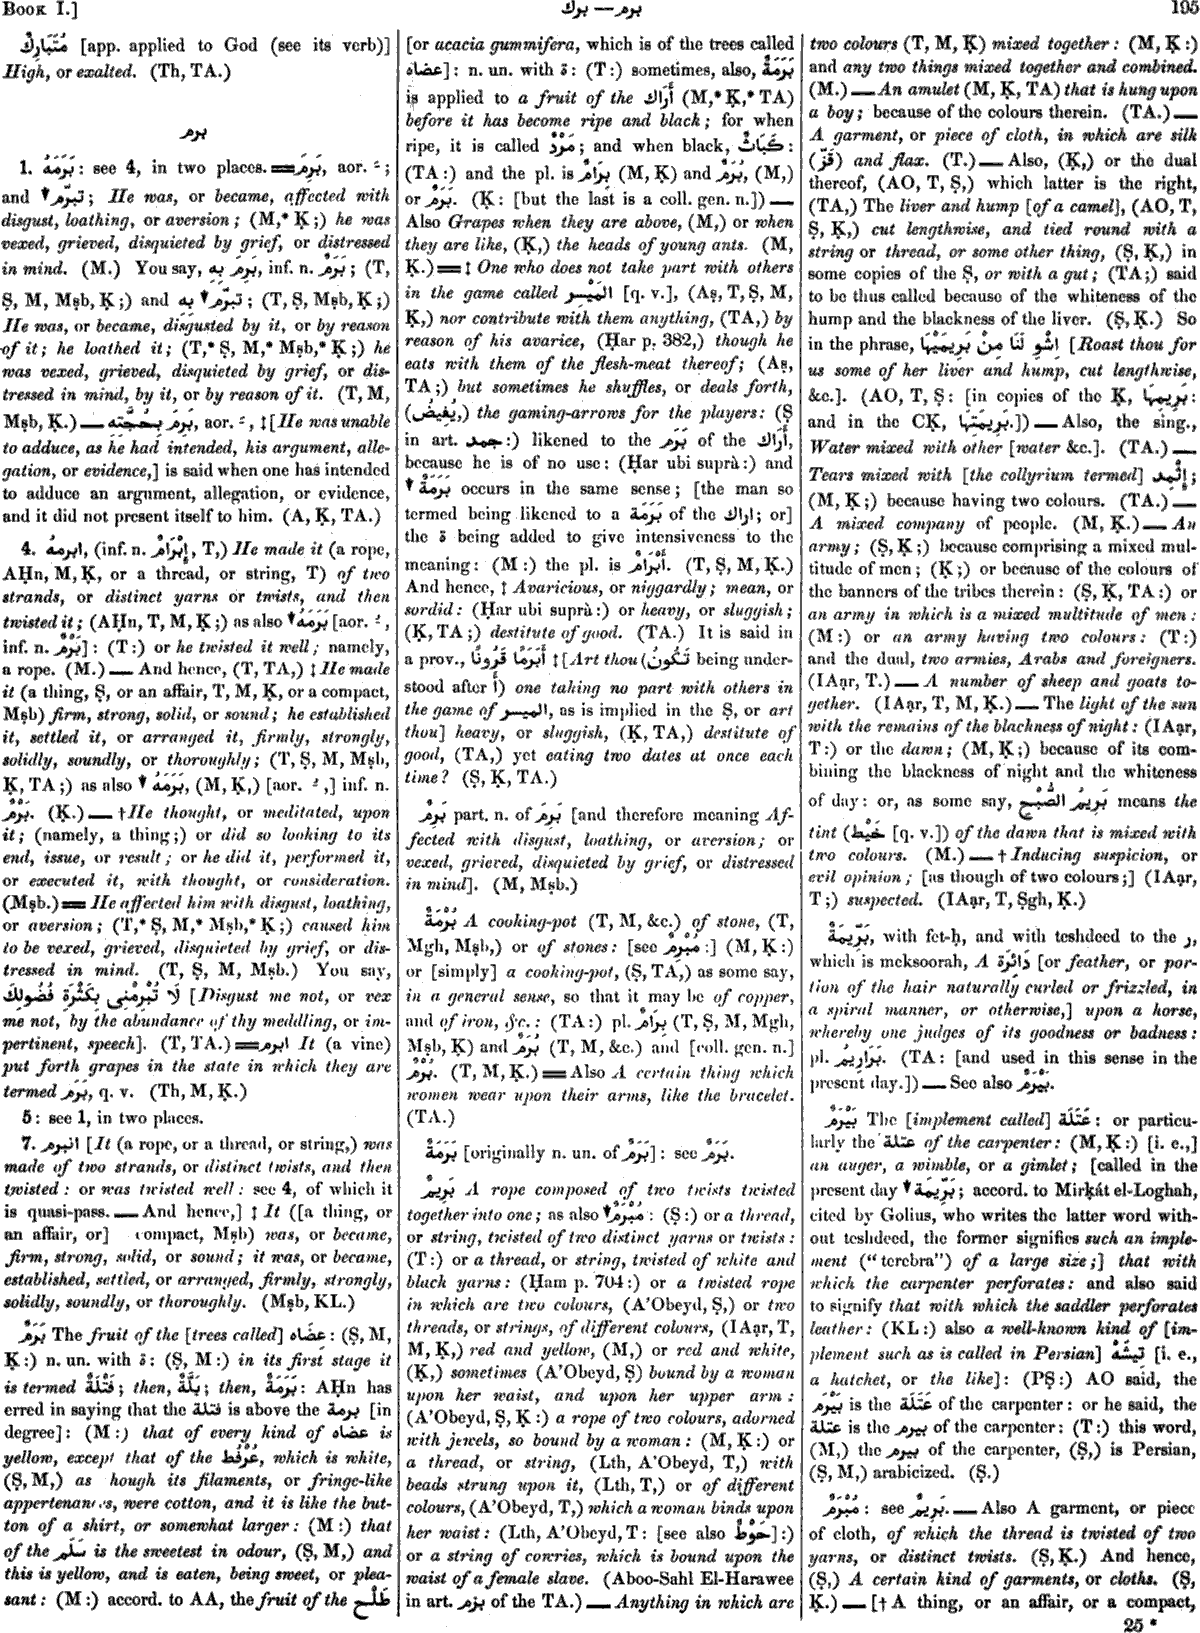 BOOK I.]
برم — برك
195
مُتَبَارِكٌ [app. applied to God (see its verb)]
High, or exalted. (Th, TA.)
برم
1. بَرَمَهُ: see 4, in two places. ══ بَرِمَ, aor. ـَ;
and ▼ تبرّم; He was, or became, affected with
disgust, loathing, or aversion; (M,* Ḳ;) he was
vexed, grieved, disquieted by grief, or distressed
in mind. (M.) You say, بَرِمَ بِهِ, inf. n. بَرَمٌ; (T,
Ṣ, M, Mṣb, Ḳ;) and ▼ تبرّم بِهِ; (T, Ṣ, Mṣb, Ḳ;)
He was, or became, disgusted by it, or by reason
of it; he loathed it; (T,* Ṣ, M,* Mṣb,* Ḳ;) he
was vexed, grieved, disquieted by grief, or dis-
tressed in mind, by it, or by reason of it. (T, M,
Mṣb, Ḳ.) — بَرِمَ بِحُجَّتِهِ, aor. ـَ, ‡ [He was unable
to adduce, as he had intended, his argument, alle-
gation, or evidence,] is said when one has intended
to adduce an argument, allegation, or evidence,
and it did not present itself to him. (A, Ḳ, TA.)
4. ابرمهُ, (inf. n. إِبْرَامٌ, T,) He made it (a rope,
AḤn, M, Ḳ, or a thread, or string, T) of two
strands, or distinct yarns or twists, and then
twisted it; (AḤn, T, M, Ḳ;) as also ▼ بَرَمَهُ [aor. ـُ,
inf. n. بَرْمٌ]: (T:) or he twisted it well; namely,
a rope. (M.) — And hence, (T, TA,) ‡ He made
it (a thing, Ṣ, or an affair, T, M, Ḳ, or a compact,
Mṣb) firm, strong, solid, or sound; he established
it, settled it, or arranged it, firmly, strongly,
solidly, soundly, or thoroughly; (T, Ṣ, M, Mṣb,
Ḳ, TA;) as also ▼ بَرَمَهُ, (M, Ḳ,) [aor. ـُ,] inf. n.
بَرْمٌ. (Ḳ.) — † He thought, or meditated, upon
it; (namely, a thing;) or did so looking to its
end, issue, or result; or he did it, performed it,
or executed it, with thought, or consideration.
(Mṣb.) ══ He affected him with disgust, loathing,
or aversion; (T,* Ṣ, M,* Mṣb,* Ḳ;) caused him
to be vexed, grieved, disquieted by grief, or dis-
tressed in mind. (T, Ṣ, M, Mṣb.) You say,
لَا تُبْرِمْنِى بِكَثْرَةِ فُضُولِكَ [Disgust me not, or vex
me not, by the abundance of thy meddling, or im-
pertinent, speech]. (T, TA.) ══ ابرم It (a vine)
put forth grapes in the state in which they are
termed بَرَم, q. v. (Th, M, Ḳ.)
5: see 1, in two places.
7. انبرم [It (a rope, or a thread, or string,) was
made of two strands, or distinct twists, and then
twisted: or was twisted well: see 4, of which it
is quasi-pass. — And hence,] ‡ It ([a thing, or
an affair, or] compact, Mṣb) was, or became,
firm, strong, solid, or sound; it was, or became,
established, settled, or arranged, firmly, strongly,
solidly, soundly, or thoroughly. (Mṣb, KL.)
بَرَمٌ The fruit of the [trees called] عِضَاه: (Ṣ, M,
Ḳ:) n. un. with ة: (Ṣ, M:) in its first stage it
is termed فَتْلَةٌ; then, بَلَّةٌ; then, بَرَمَةٌ: AḤn has
erred in saying that the فتلة is above the برمة [in
degree]: (M:) that of every kind of عضاه is
yellow, except that of the عُرْفُط, which is white,
(Ṣ, M,) as hough its filaments, or fringe-like
appertenances, were cotton, and it is like the but-
ton of a shirt, or somewhat larger: (M:) that
of the سَلَم is the sweetest in odour, (Ṣ, M,) and
this is yellow, and is eaten, being sweet, or plea-
sant: (M:) accord. to AA, the fruit of the طَلْح
[or acacia gummifera, which is of the trees called
عضاه]: n. un. with ة: (T:) sometimes, also, بَرَمَةٌ
is applied to a fruit of the أَرَاك (M,* Ḳ,* TA)
before it has become ripe and black; for when
ripe, it is called مَرْدٌ; and when black, كَبَاثٌ:
(TA:) and the pl. is بِرَامٌ (M, Ḳ) and بُرَمٌ, (M,)
or بَرَمٌ. (Ḳ: [but the last is a coll. gen. n.]) —
Also Grapes when they are above, (M,) or when
they are like, (Ḳ,) the heads of young ants. (M,
Ḳ.) ══ ‡ One who does not take part with others
in the game called المَيْسِر [q. v.], (Aṣ, T, Ṣ, M,
Ḳ,) nor contribute with them anything, (TA,) by
reason of his avarice, (Ḥar p. 382,) though he
eats with them of the flesh-meat thereof; (Aṣ,
TA;) but sometimes he shuffles, or deals forth,
(يُفِيضُ,) the gaming-arrows for the players: (Ṣ
in art. جمد:) likened to the بَرَم of the أَرَاك,
because he is of no use: (Ḥar ubi suprà:) and
▼ بَرَمَةٌ occurs in the same sense; [the man so
termed being likened to a بَرَمَة of the اراك; or]
the ة being added to give intensiveness to the
meaning: (M:) the pl. is أَبْرَامٌ. (T, Ṣ, M, Ḳ.)
And hence, ‡ Avaricious, or niggardly; mean, or
sordid: (Ḥar ubi suprà:) or heavy, or sluggish;
(Ḳ, TA;) destitute of good. (TA.) It is said in
a prov., أَبَرَمًا قَرُونًا ‡ [Art thou (تَكُونُ being under-
stood after أَ) one taking no part with others in
the game of الميسر, as is implied in the Ṣ, or art
thou] heavy, or sluggish, (Ḳ, TA,) destitute of
good, (TA,) yet eating two dates at once each
time? (Ṣ, Ḳ, TA.)
بَرِمٌ part. n. of بَرِمَ [and therefore meaning Af-
fected with disgust, loathing, or aversion; or
vexed, grieved, disquieted by grief, or distressed
in mind]. (M, Mṣb.)
بُرْمَةٌ A cooking-pot (T, M, &c.) of stone, (T,
Mgh, Mṣb,) or of stones: [see مُبْرِمٌ:] (M, Ḳ:)
or [simply] a cooking-pot, (Ṣ, TA,) as some say,
in a general sense, so that it may be of copper,
and of iron, &c.: (TA:) pl. بِرَامٌ (T, Ṣ, M, Mgh,
Mṣb, Ḳ) and بُرَمٌ (T, M, &c.) and [coll. gen. n.]
بُرْمٌ. (T, M, Ḳ.) ══ Also A certain thing which
women wear upon their arms, like the bracelet.
(TA.)
بَرَمَةٌ [originally n. un. of بَرَمٌ]: see بَرَمٌ.
بَرِيمٌ A rope composed of two twists twisted
together into one; as also ▼ مُبْرَمٌ: (Ṣ:) or a thread,
or string, twisted of two distinct yarns or twists:
(T:) or a thread, or string, twisted of white and
black yarns: (Ḥam p. 704:) or a twisted rope
in which are two colours, (A'Obeyd, Ṣ,) or two
threads, or strings, of different colours, (IAạr, T,
M, Ḳ,) red and yellow, (M,) or red and white,
(Ḳ,) sometimes (A'Obeyd, Ṣ) bound by a woman
upon her waist, and upon her upper arm:
(A'Obeyd, Ṣ, Ḳ:) a rope of two colours, adorned
with jewels, so bound by a woman: (M, Ḳ:) or
a thread, or string, (Lth, A'Obeyd, T,) with
beads strung upon it, (Lth, T,) or of different
colours, (A'Obeyd, T,) which a woman binds upon
her waist: (Lth, A'Obeyd, T: [see also حَوْطٌ]:)
or a string of cowries, which is bound upon the
waist of a female slave. (Aboo-Sahl El-Harawee
in art. بزم of the TA.) — Anything in which are
two colours (T, M, Ḳ) mixed together: (M, Ḳ:)
and any two things mixed together and combined.
(M.) — An amulet (M, Ḳ, TA) that is hung upon
a boy; because of the colours therein. (TA.) —
A garment, or piece of cloth, in which are silk
(قَزّ) and flax. (T.) — Also, (Ḳ,) or the dual
thereof, (AO, T, Ṣ,) which latter is the right,
(TA,) The liver and hump [of a camel], (AO, T,
Ṣ, Ḳ,) cut lengthwise, and tied round with a
string or thread, or some other thing, (Ṣ, Ḳ,) in
some copies of the Ṣ, or with a gut; (TA;) said
to be thus called because of the whiteness of the
hump and the blackness of the liver. (Ṣ, Ḳ.) So
in the phrase, اِشْوِ لَنَا مِنْ بَرِيمَيْهَا [Roast thou for
us some of her liver and hump, cut lengthwise,
&c.]. (AO, T, Ṣ: [in copies of the Ḳ, بَرِيمِهَا:
and in the CḲ, بَرِيمَتِهَا.]) — Also, the sing.,
Water mixed with other [water &c.]. (TA.) —
Tears mixed with [the collyrium termed] إِثْمِد;
(M, Ḳ;) because having two colours. (TA.) —
A mixed company of people. (M, Ḳ.) — An
army; (Ṣ, Ḳ;) because comprising a mixed mul-
titude of men; (Ḳ;) or because of the colours of
the banners of the tribes therein: (Ṣ, Ḳ, TA:) or
an army in which is a mixed multitude of men:
(M:) or an army having two colours: (T:)
and the dual, two armies, Arabs and foreigners.
(IAạr, T.) — A number of sheep and goats to-
gether. (IAạr, T, M, Ḳ.) — The light of the sun
with the remains of the blackness of night: (IAạr,
T:) or the dawn; (M, Ḳ;) because of its com-
bining the blackness of night and the whiteness
of day: or, as some say, بَرِيمُ الصُّبْحِ means the
tint (خَيْط [q. v.]) of the dawn that is mixed with
two colours. (M.) — † Inducing suspicion, or
evil opinion; [as though of two colours;] (IAạr,
T;) suspected. (IAạr, T, Ṣgh, Ḳ.)
بَرِّيمَةٌ, with fet-ḥ, and with teshdeed to the ر,
which is meksoorah, A دَائِرَة [or feather, or por-
tion of the hair naturally curled or frizzled, in
a spiral manner, or otherwise,] upon a horse,
whereby one judges of its goodness or badness:
pl. بَرَارِيمُ. (TA: [and used in this sense in the
present day.]) — See also بَيْرَمٌ.
بَيْرَمٌ The [implement called] عَتَلَة: or particu-
larly the عتلة of the carpenter: (M, Ḳ:) [i. e.,]
an auger, a wimble, or a gimlet; [called in the
present day ▼ بَرِّيمَة; accord. to Mirḳát el-Loghah,
cited by Golius, who writes the latter word with-
out teshdeed, the former signifies such an imple-
ment ("terebra") of a large size;] that with
which the carpenter perforates: and also said
to signify that with which the saddler perforates
leather: (KL:) also a well-known kind of [im-
plement such as is called in Persian] تِيشَهْ [i. e.,
a hatchet, or the like]: (PṢ:) AO said, the
بَيْرَم is the عَتَلَة of the carpenter: or he said, the
عتلة is the بيرم of the carpenter: (T:) this word,
(M,) the بيرم of the carpenter, (Ṣ,) is Persian,
(Ṣ, M,) arabicized. (Ṣ.)
مُبْرَمٌ: see بَرِيمٌ. — Also A garment, or piece
of cloth, of which the thread is twisted of two
yarns, or distinct twists. (Ṣ, Ḳ.) And hence,
(Ṣ,) A certain kind of garments, or cloths. (Ṣ,
Ḳ.) — [† A thing, or an affair, or a compact,
25 *